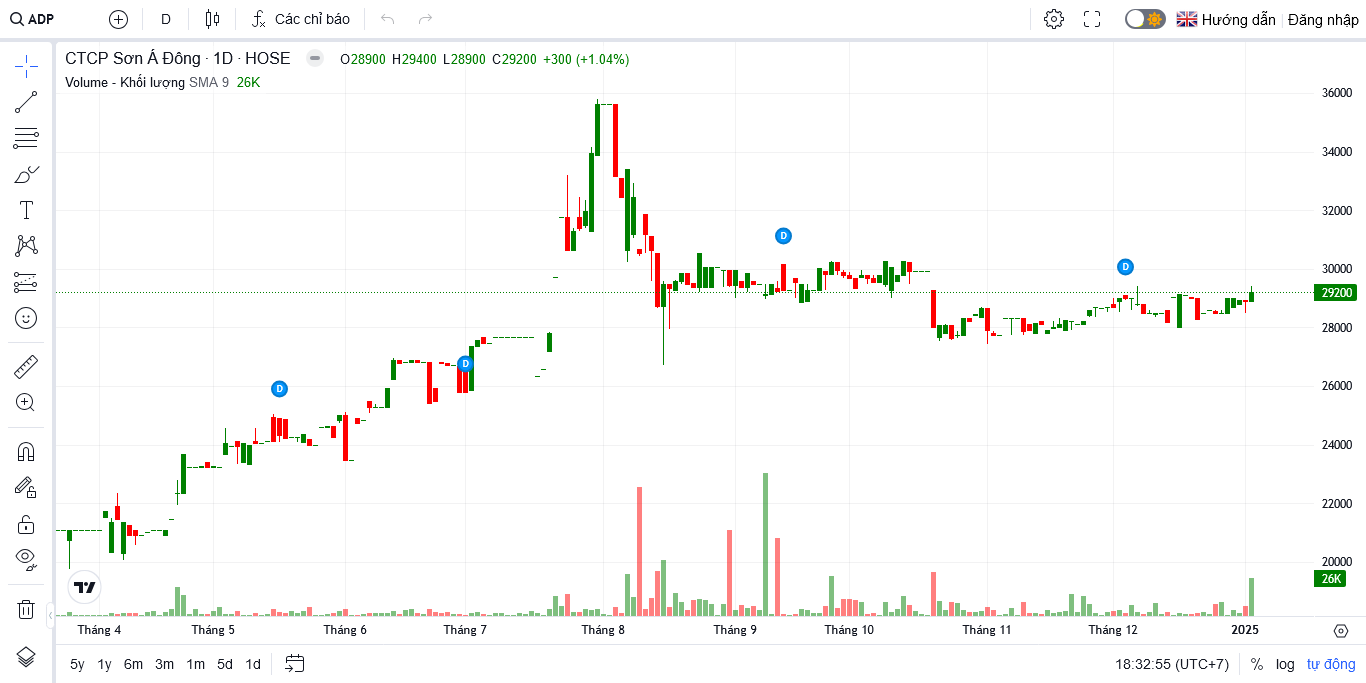 ADP
D
Các chỉ báo
Hướng dẫn
Đăng nhập
CTCP Sơn Á Đông · 1D · HOSE
O28900 H29400 L28900 C29200 +300 (+1.04%)
Volume - Khối lượng SMA 9 26K
36000
34000
32000
30000
29200
28000
26000
24000
22000
20000
26K
D
D
D
D
Tháng 4
Tháng 5
Tháng 6
Tháng 7
Tháng 8
Tháng 9
Tháng 10
Tháng 11
Tháng 12
2025
5y 1y 6m 3m 1m 5d 1d
18:32:55 (UTC+7)
%
log
tự động